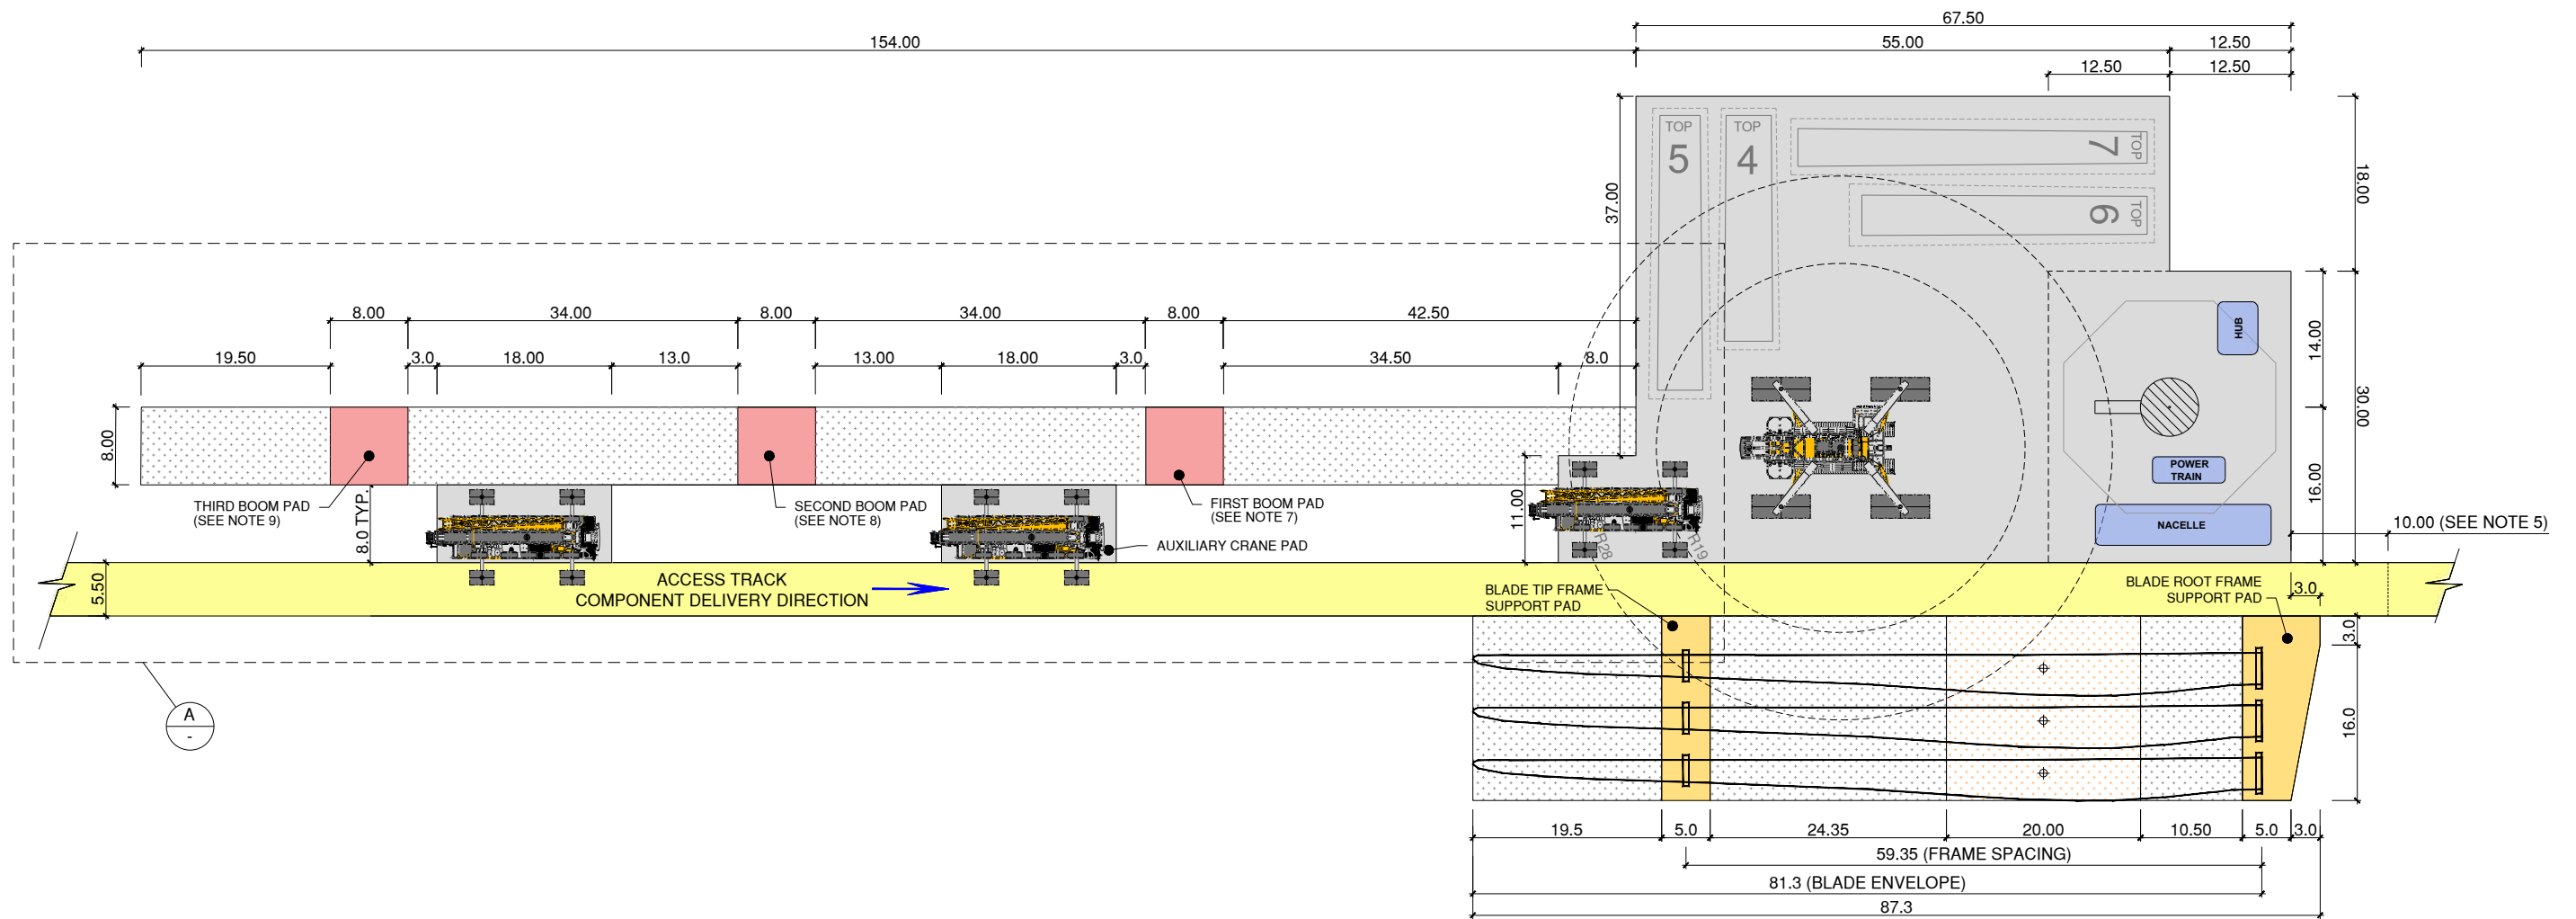 67.50
154.00
55.00
12.50
12.50
12.50
TOP
5
TOP
4
7
TOP
6
TOP
37.00
18.00
8.00
34.00
8.00
34.00
8.00
42.50
19.50
3.0
18.00
13.0
13.00
18.00
3.0
34.50
8.0
HUB
14.00
30.00
8.00
THIRD BOOM PAD
(SEE NOTE 9)
8.0 TYP.
SECOND BOOM PAD
(SEE NOTE 8)
FIRST BOOM PAD
(SEE NOTE 7)
AUXILIARY CRANE PAD
11.00
R28
R19
POWER
TRAIN
NACELLE
16.00
10.00 (SEE NOTE 5)
5.50
ACCESS TRACK
COMPONENT DELIVERY DIRECTION
BLADE TIP FRAME
SUPPORT PAD
BLADE ROOT FRAME
SUPPORT PAD
3.0
3.0
16.0
A
-
19.5
5.0
24.35
20.00
10.50
5.0
3.0
59.35 (FRAME SPACING)
81.3 (BLADE ENVELOPE)
87.3